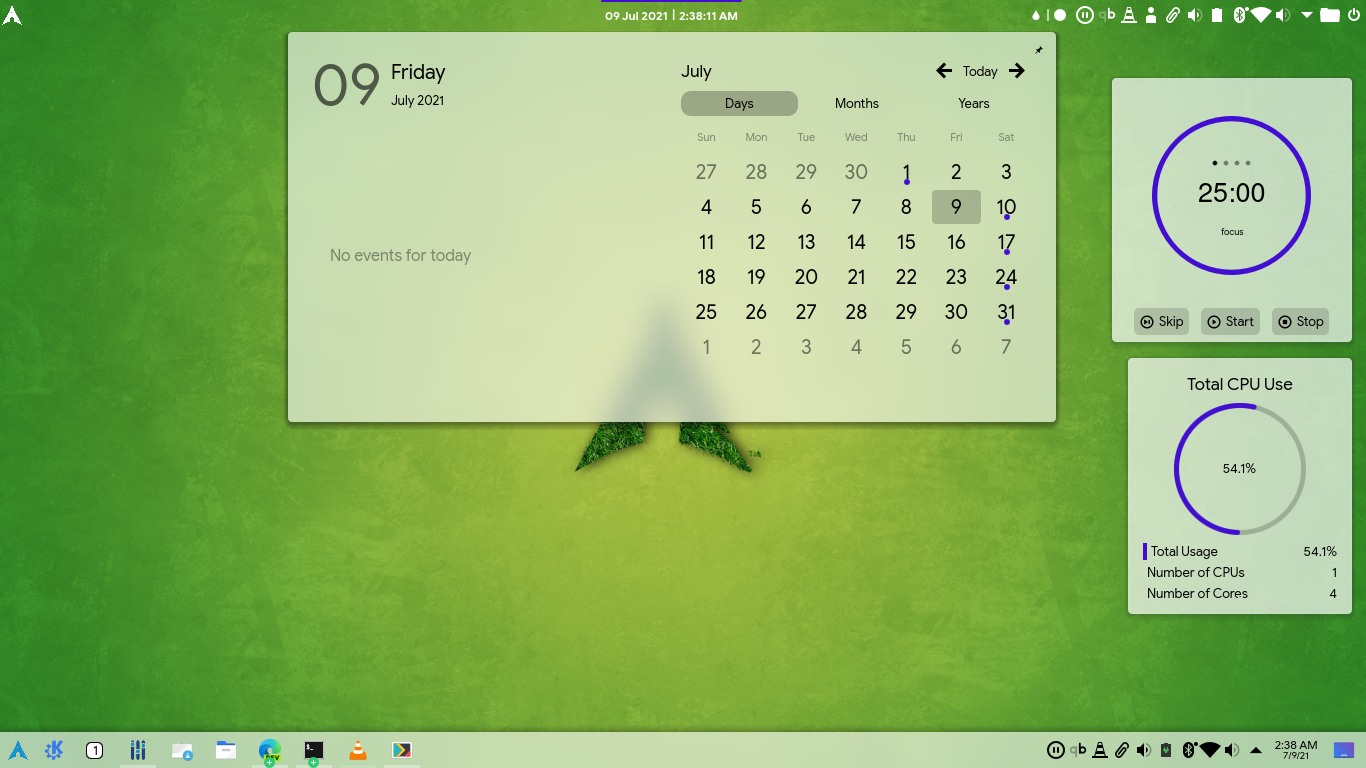 09 Jul 2021 | 2:38:11 AM
qb
09
Friday
July 2021
No events for today
July
Today
Days Months Years
Sun Mon Tue Wed Thu Fri Sat
27 28 29 30 1 2 3
4 5 6 7 8 9 10
11 12 13 14 15 16 17
18 19 20 21 22 23 24
25 26 27 28 29 30 31
1 2 3 4 5 6 7
25:00
focus
Skip Start Stop
Total CPU Use
54.1%
Total Usage 54.1%
Number of CPUs 1
Number of Cores 4
TM
1
DEV
$_
qb
2:38 AM
7/9/21